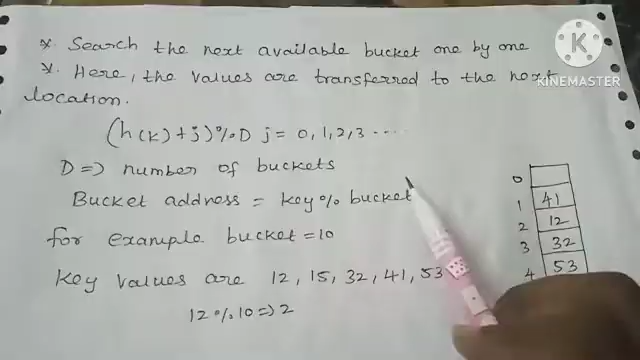 * Search the next available bucket one by one
* Here, the values are transferred to the next
location.
(h(k)+j)%D j= 0,1,2,3 ....
D=> number of buckets
Bucket address = key % bucket
for example bucket=10
Key values are 12, 15, 32, 41, 53
12%10=>2
0
1 41
2 12
3 32
4 53
K
KINEMASTER